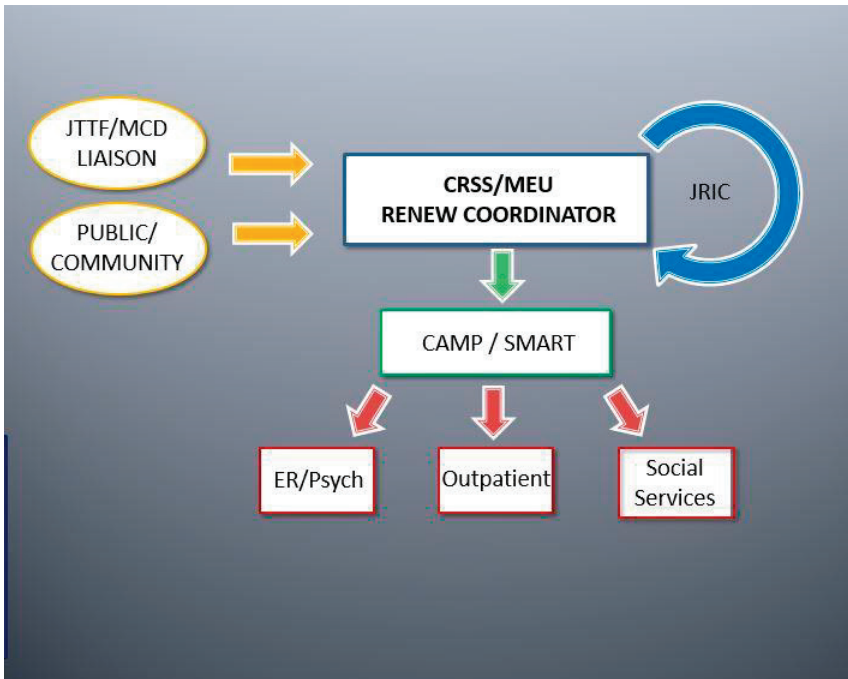 JTTF/MCD
LIAISON
PUBLIC/
COMMUNITY
CRSS/MEU
RENEW COORDINATOR
JRIC
CAMP / SMART
ER/Psych
Outpatient
Social
Services